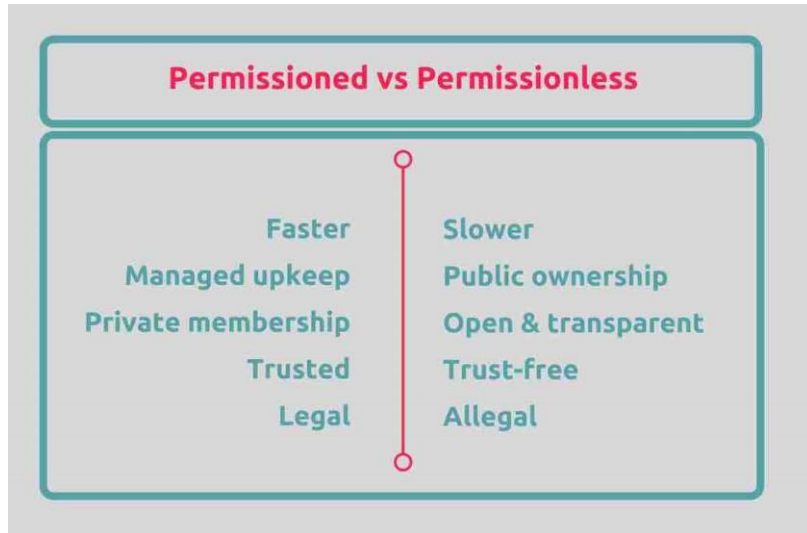 Permissioned vs Permissionless
Faster
Managed upkeep
Private membership
Trusted
Legal
Slower
Public ownership
Open & transparent
Trust-free
Allegal